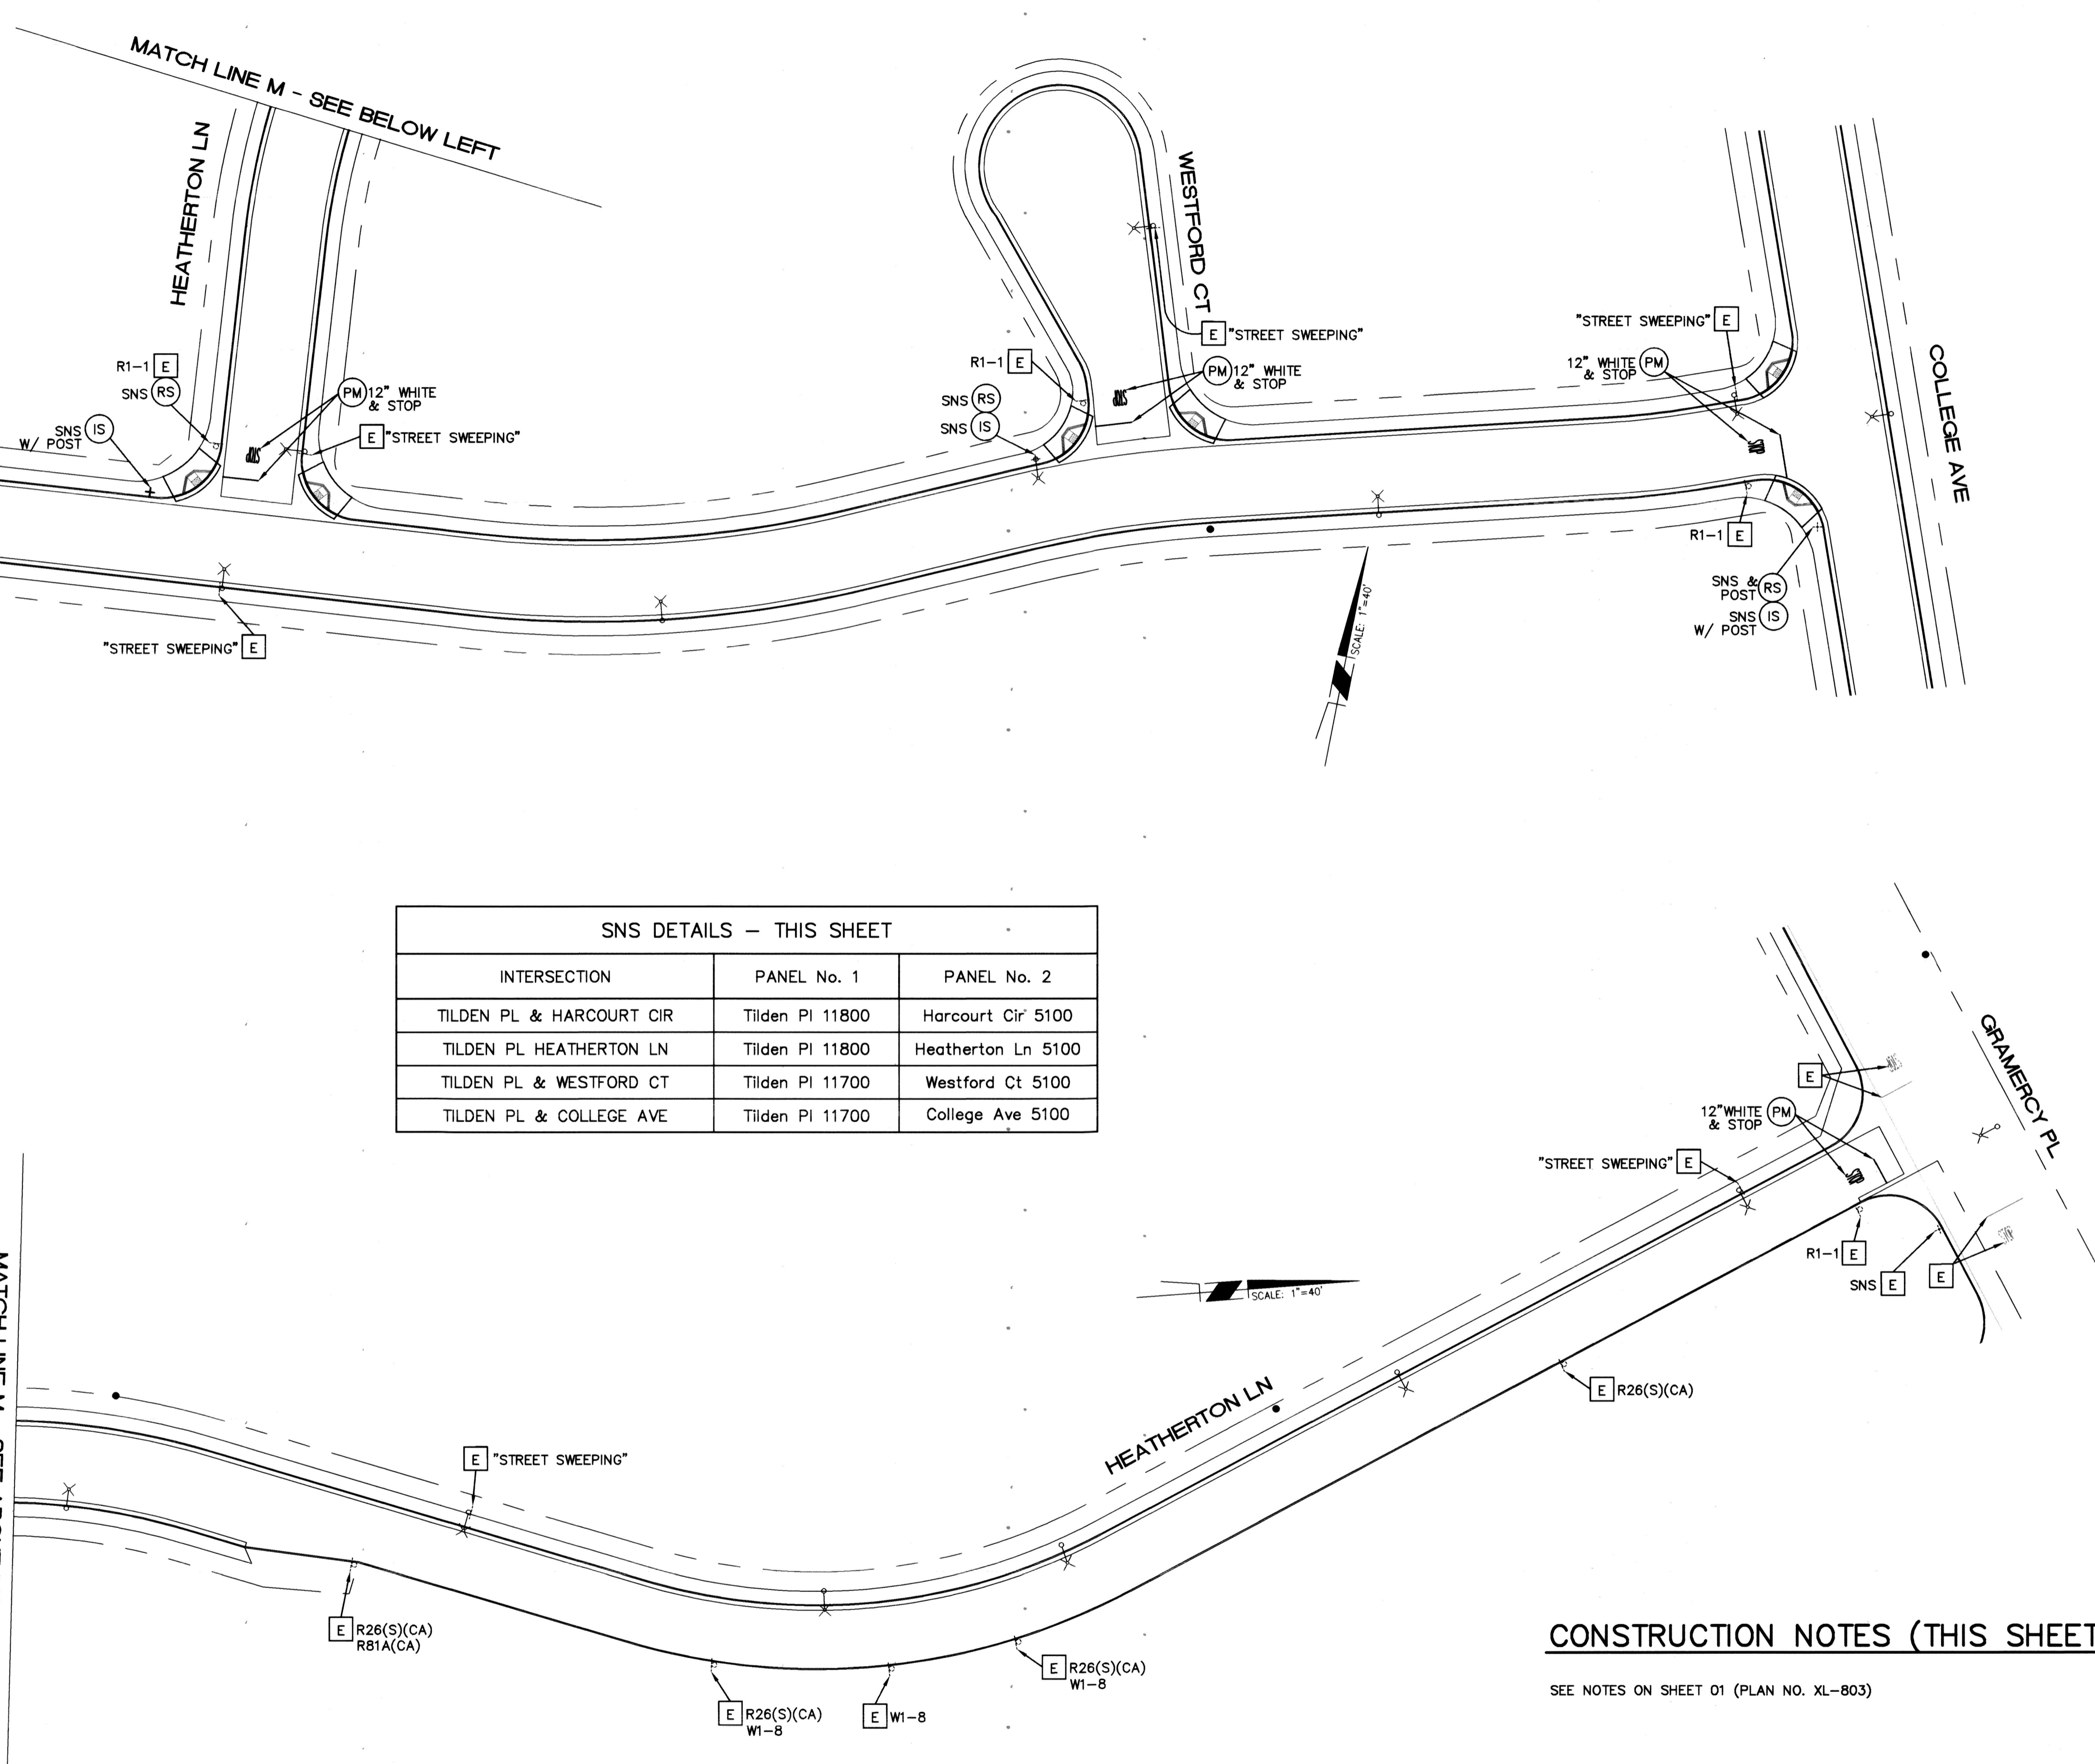 MATCH LINE M - SEE BELOW LEFT
HEATHERTON LN
WESTFORD CT
COLLEGE AVE
R1-1 E
SNS RS
SNS IS
W/ POST
PM 12" WHITE
& STOP
E "STREET SWEEPING"
STOP
"STREET SWEEPING" E
R1-1 E
SNS RS
SNS IS
E "STREET SWEEPING"
PM 12" WHITE
& STOP
STOP
"STREET SWEEPING" E
12" WHITE PM
& STOP
STOP
R1-1 E
SNS & RS
POST
SNS IS
W/ POST
SCALE: 1"=40'
SNS DETAILS – THIS SHEET
INTERSECTION PANEL No. 1 PANEL No. 2
TILDEN PL & HARCOURT CIR Tilden Pl 11800 Harcourt Cir 5100
TILDEN PL HEATHERTON LN Tilden Pl 11800 Heatherton Ln 5100
TILDEN PL & WESTFORD CT Tilden Pl 11700 Westford Ct 5100
TILDEN PL & COLLEGE AVE Tilden Pl 11700 College Ave 5100
GRAMERCY PL
E
STOP
12"WHITE PM
& STOP
STOP
"STREET SWEEPING" E
R1-1 E
SNS E
E
STOP
SCALE: 1"=40'
E R26(S)(CA)
HEATHERTON LN
E "STREET SWEEPING"
E R26(S)(CA)
R81A(CA)
E R26(S)(CA)
W1-8
E W1-8
E R26(S)(CA)
W1-8
CONSTRUCTION NOTES (THIS SHEET
SEE NOTES ON SHEET 01 (PLAN NO. XL-803)